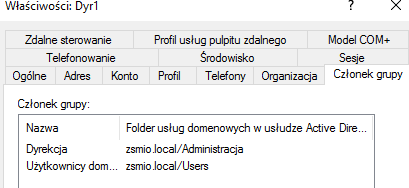 Właściwości: Dyr1
Zdalne sterowanie Profil usług pulpitu zdalnego Model COM+
Telefonowanie Środowisko Sesje
Ogólne Adres Konto Profil Telefony Organizacja Członek grupy
Członek grupy:
Nazwa Folder usług domenowych w usłudze Active Dire...
Dyrekcja zsmio.local/Administracja
Użytkownicy dom... zsmio.local/Users